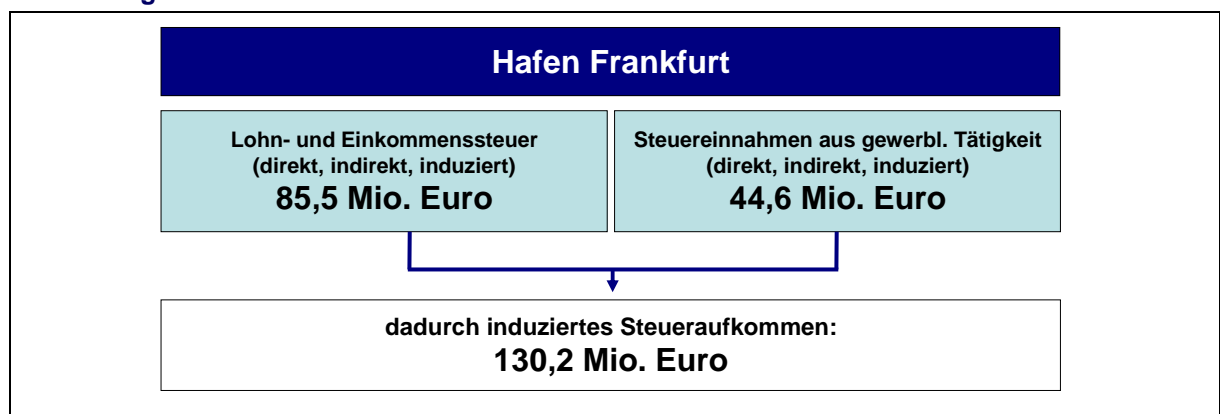 Hafen Frankfurt
Lohn- und Einkommenssteuer
(direkt, indirekt, induziert)
85,5 Mio. Euro
Steuereinnahmen aus gewerbl. Tätigkeit
(direkt, indirekt, induziert)
44,6 Mio. Euro
dadurch induziertes Steueraufkommen:
130,2 Mio. Euro